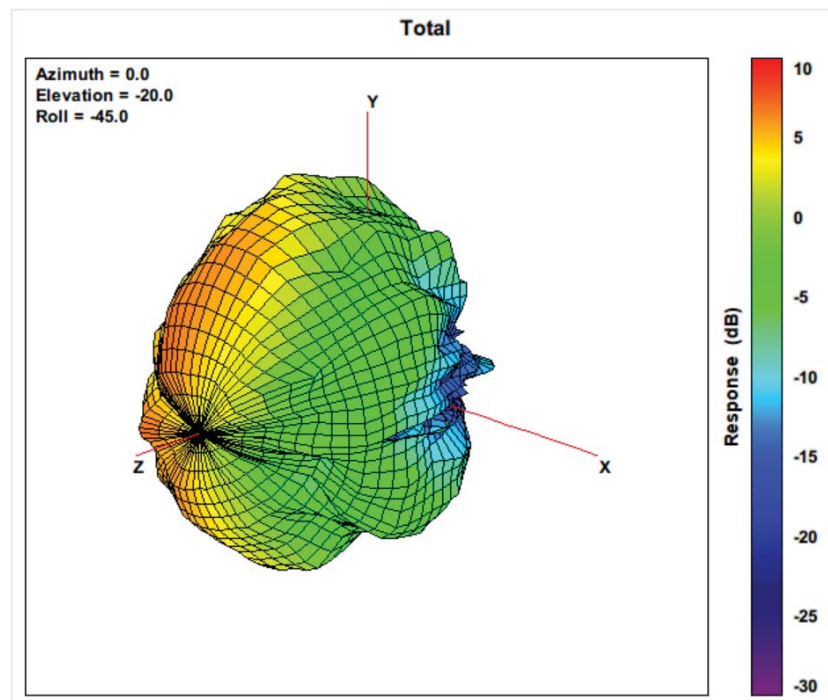 Total
Azimuth = 0.0
Elevation = -20.0
Roll = -45.0
Y
Z
X
10
5
0
-5
-10
-15
-20
-25
-30
Response (dB)